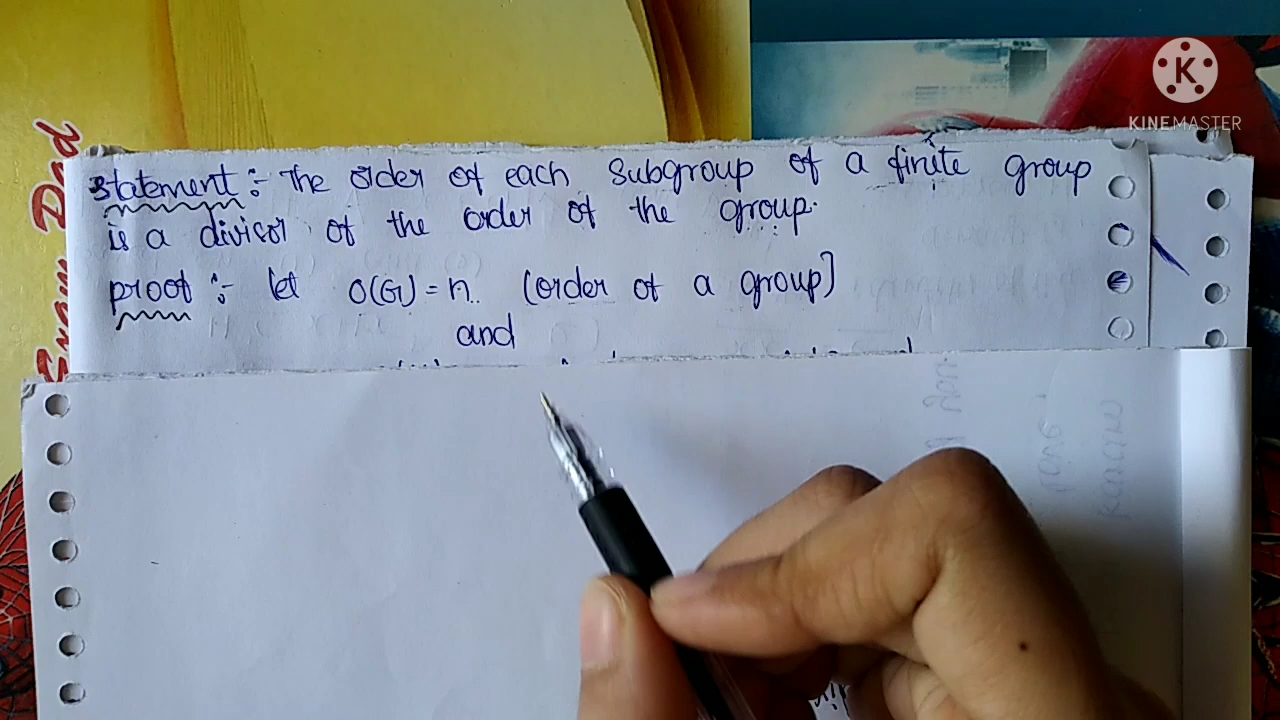 KINEMASTER
Statement :- The order of each subgroup of a finite group
is a divisor of the order of the group.
proof :- let O(G) = n. (order of a group]
and